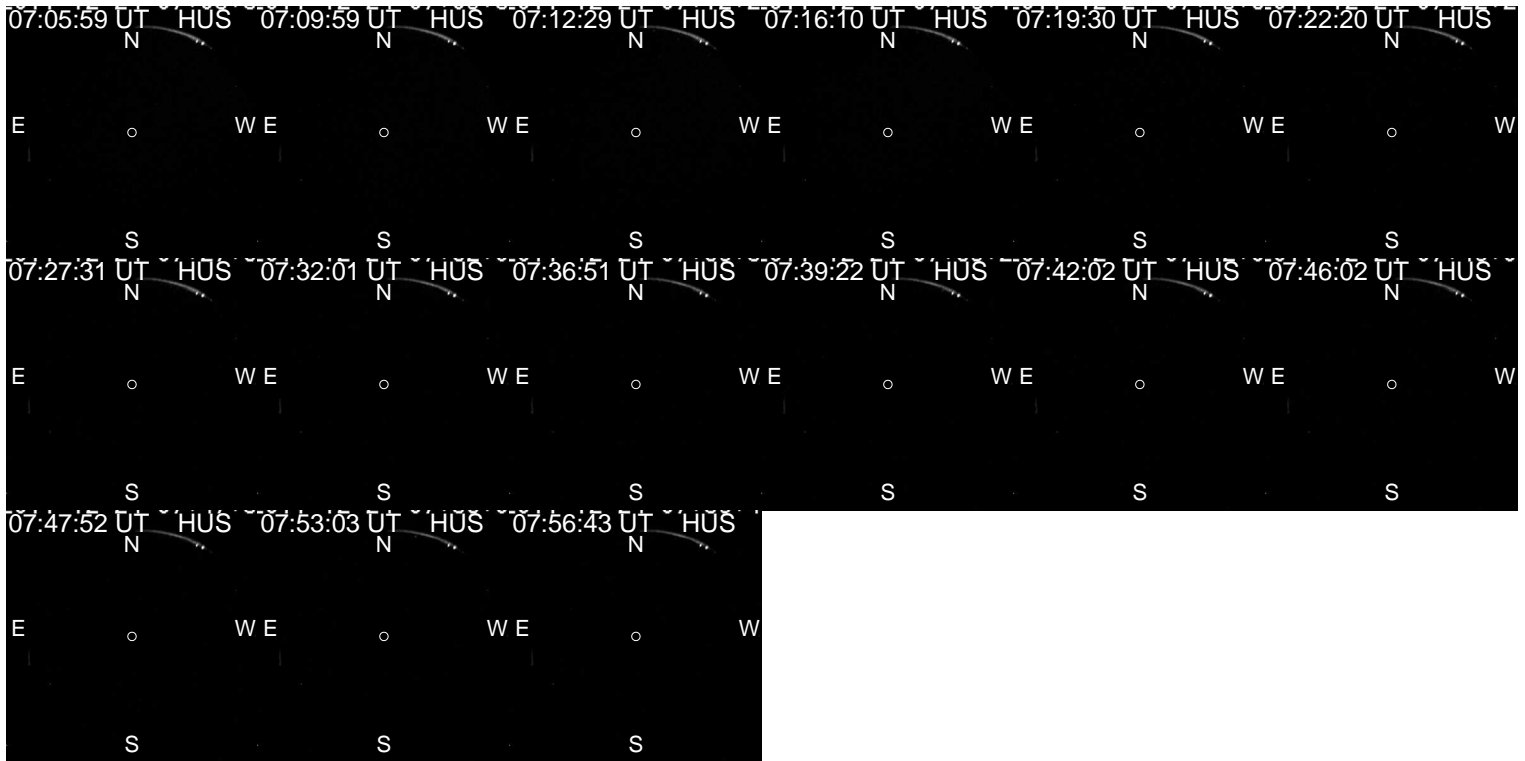 07:05:59 UT HUS 07:09:59 UT HUS 07:12:29 UT HUS 07:16:10 UT HUS 07:19:30 UT HUS 07:22:20 UT HUS
N N N N N N
E W E W E W E W E W E W
S S S S S S
07:27:31 UT HUS 07:32:01 UT HUS 07:36:51 UT HUS 07:39:22 UT HUS 07:42:02 UT HUS 07:46:02 UT HUS
N N N N N N
E W E W E W E W E W E W
S S S S S S
07:47:52 UT HUS 07:53:03 UT HUS 07:56:43 UT HUS
N N N
E W E W E W
S S S